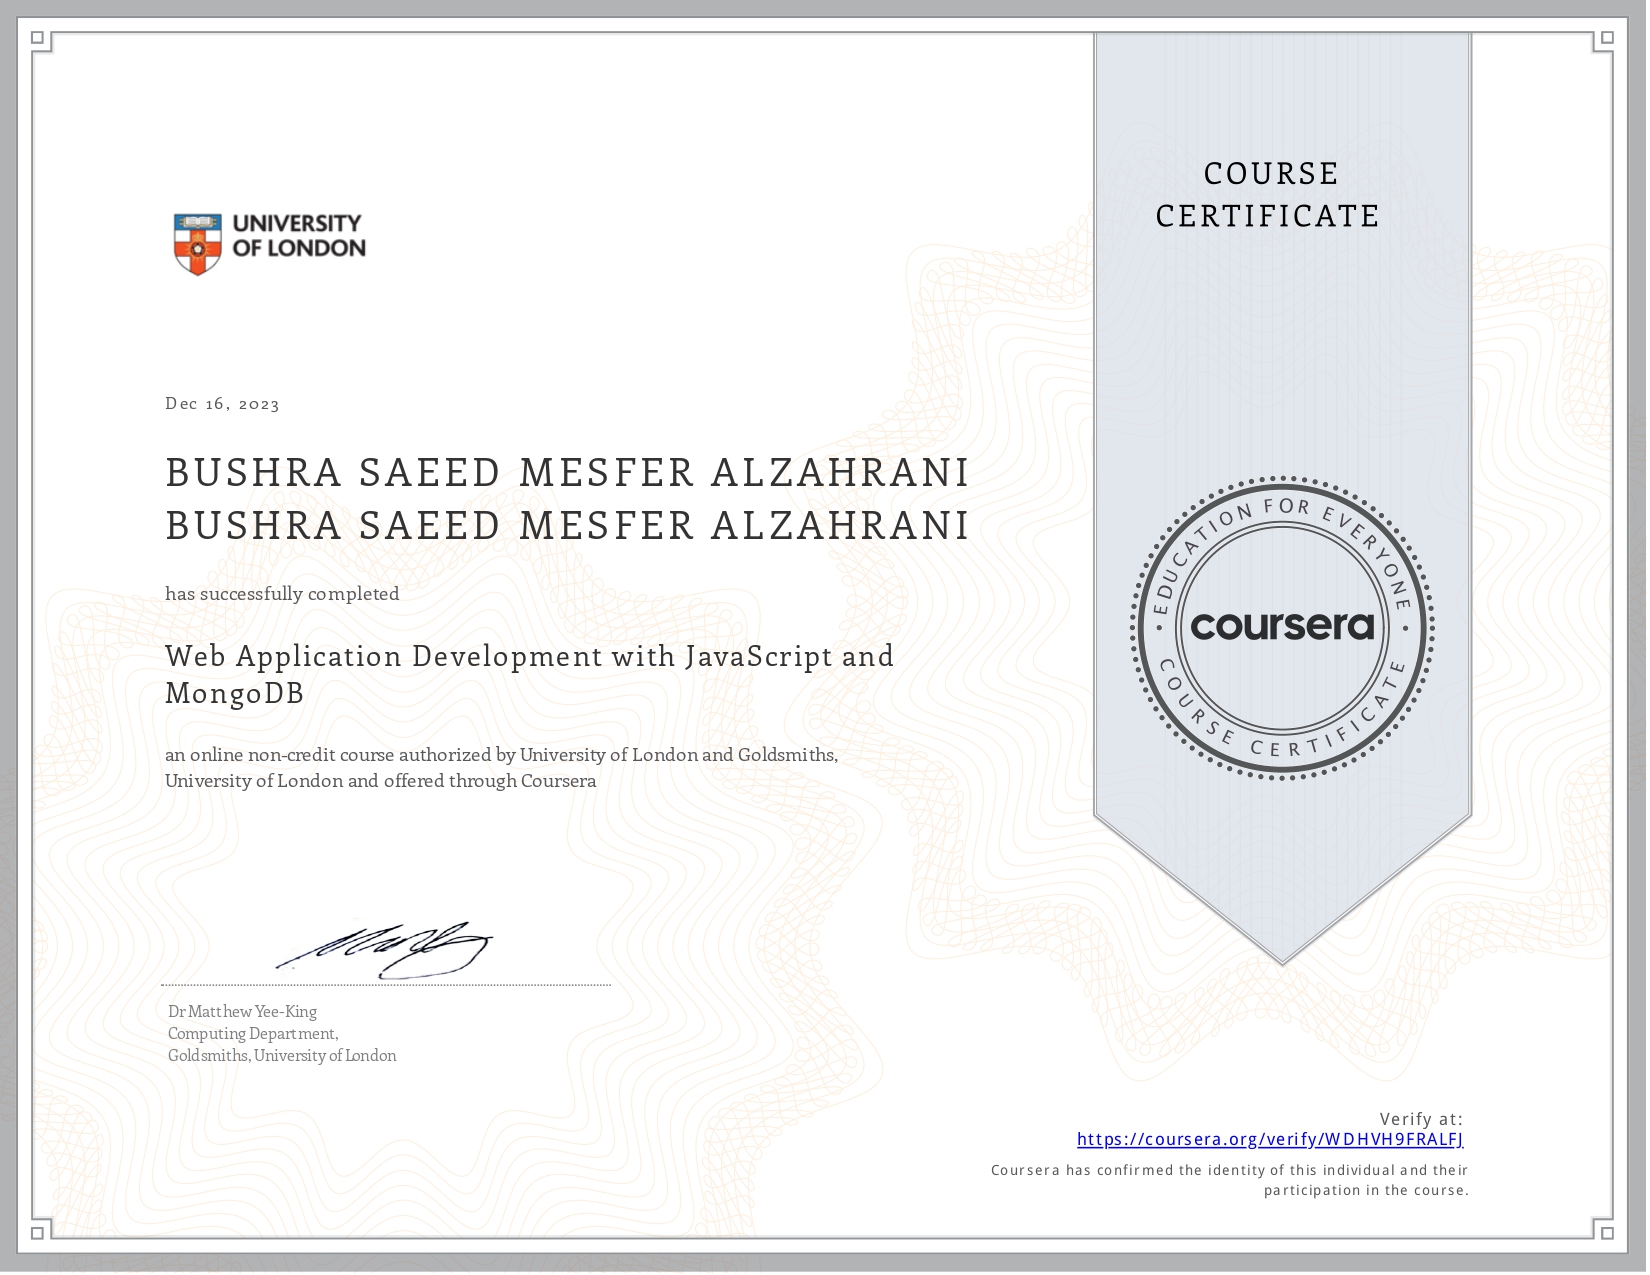 COURSE
CERTIFICATE
UNIVERSITY
OF LONDON
Dec 16, 2023
BUSHRA SAEED MESFER ALZAHRANI
BUSHRA SAEED MESFER ALZAHRANI
has successfully completed
Web Application Development with JavaScript and
MongoDB
an online non-credit course authorized by University of London and Goldsmiths,
University of London and offered through Coursera
EDUCATION FOR EVERYONE
coursera
COURSE CERTIFICATE
Dr Matthew Yee-King
Computing Department,
Goldsmiths, University of London
Verify at:
https://coursera.org/verify/WDHVH9FRALFJ
Coursera has confirmed the identity of this individual and their
participation in the course.